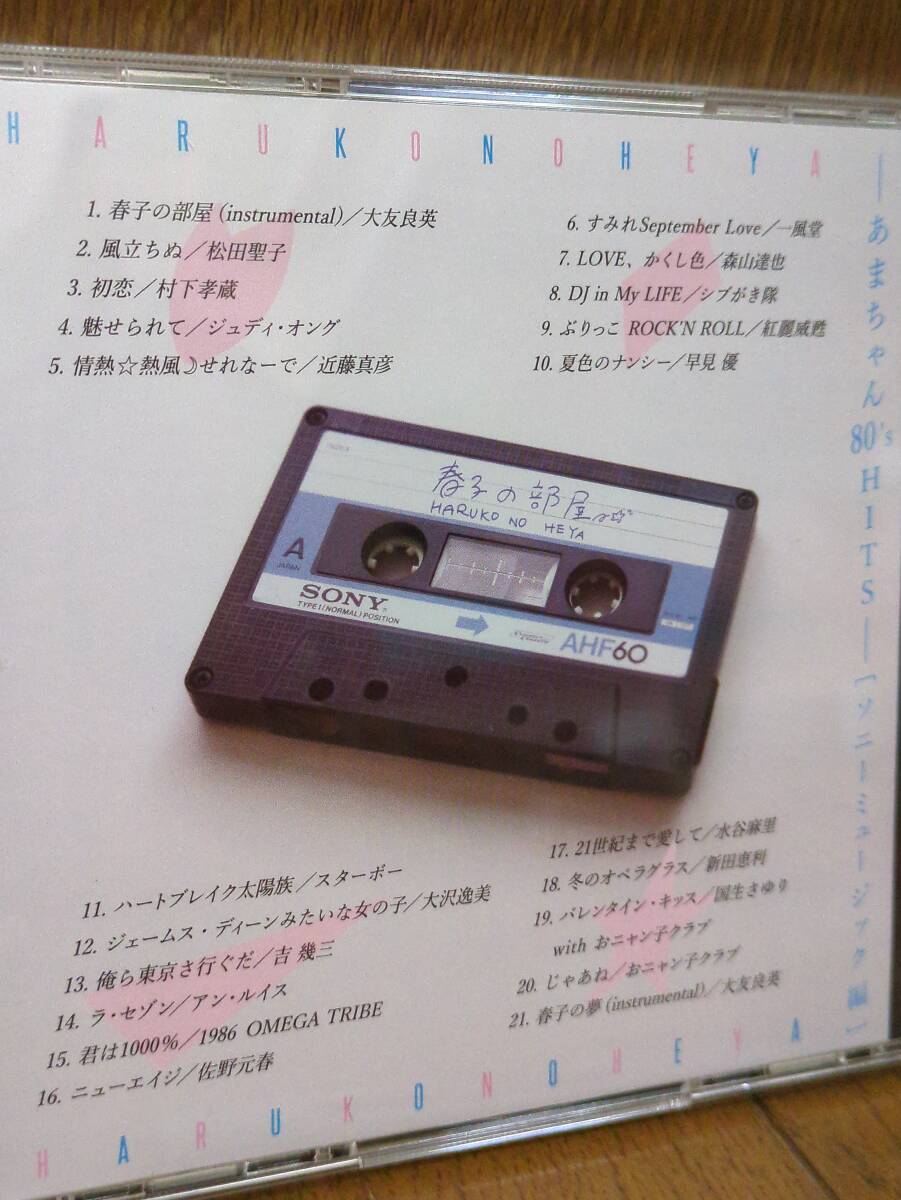 HARUKONOHEYA
1. 春子の部屋 (instrumental)／大友良英
2. 風立ちぬ／松田聖子
3. 初恋／村下孝蔵
4. 魅せられて／ジュディ・オング
5. 情熱☆熱風☽せれなーで／近藤真彦
6. すみれSeptember Love／一風堂
7. LOVE、かくし色／森山達也
8. DJ in My LIFE／シブがき隊
9. ぶりっこ ROCK'N ROLL／紅麗威甦
10. 夏色のナンシー／早見 優
春子の部屋
HARUKO NO HEYA
A
JAPAN
SONY
TYPE I (NORMAL) POSITION
AHF60
11. ハートブレイク太陽族／スターボー
12. ジェームス・ディーンみたいな女の子／大沢逸美
13. 俺ら東京さ行ぐだ／吉 幾三
14. ラ・セゾン／アン・ルイス
15. 君は1000%／1986 OMEGA TRIBE
16. ニューエイジ／佐野元春
17. 21世紀まで愛して／水谷麻里
18. 冬のオペラグラス／新田恵利
19. バレンタイン・キッス／国生さゆり
with おニャン子クラブ
20. じゃあね／おニャン子クラブ
21. 春子の夢 (instrumental)／大友良英
HARUKONOHEYA
―あまちゃん 80's HITS―[ソニーミュージック編]